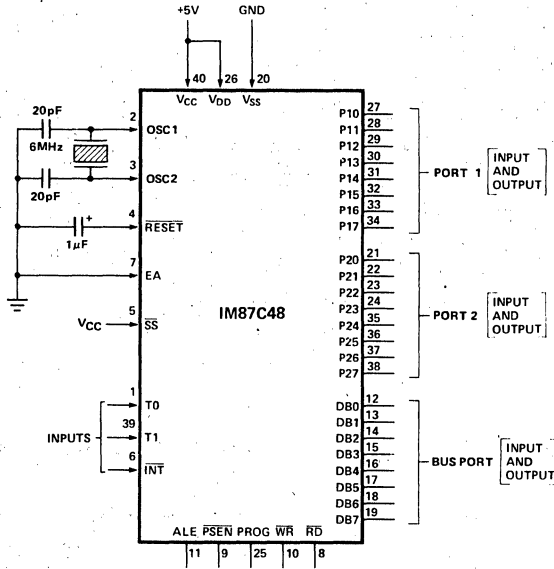 +5V GND
40 26 20
VCC VDD VSS
20pF
2 OSC1
6MHz
3 OSC2
20pF
4 RESET
+
1µF
7 EA
5 SS
VCC
IM87C48
1 T0
39 T1
INPUTS
6 INT
P10 27
P11 28
P12 29
P13 30
P14 31
P15 32
P16 33
P17 34
PORT 1
INPUT
AND
OUTPUT
P20 21
P21 22
P22 23
P23 24
P24 35
P25 36
P26 37
P27 38
PORT 2
INPUT
AND
OUTPUT
DB0 12
DB1 13
DB2 14
DB3 15
DB4 16
DB5 17
DB6 18
DB7 19
BUS PORT
INPUT
AND
OUTPUT
ALE PSEN PROG WR RD
11 9 25 10 8